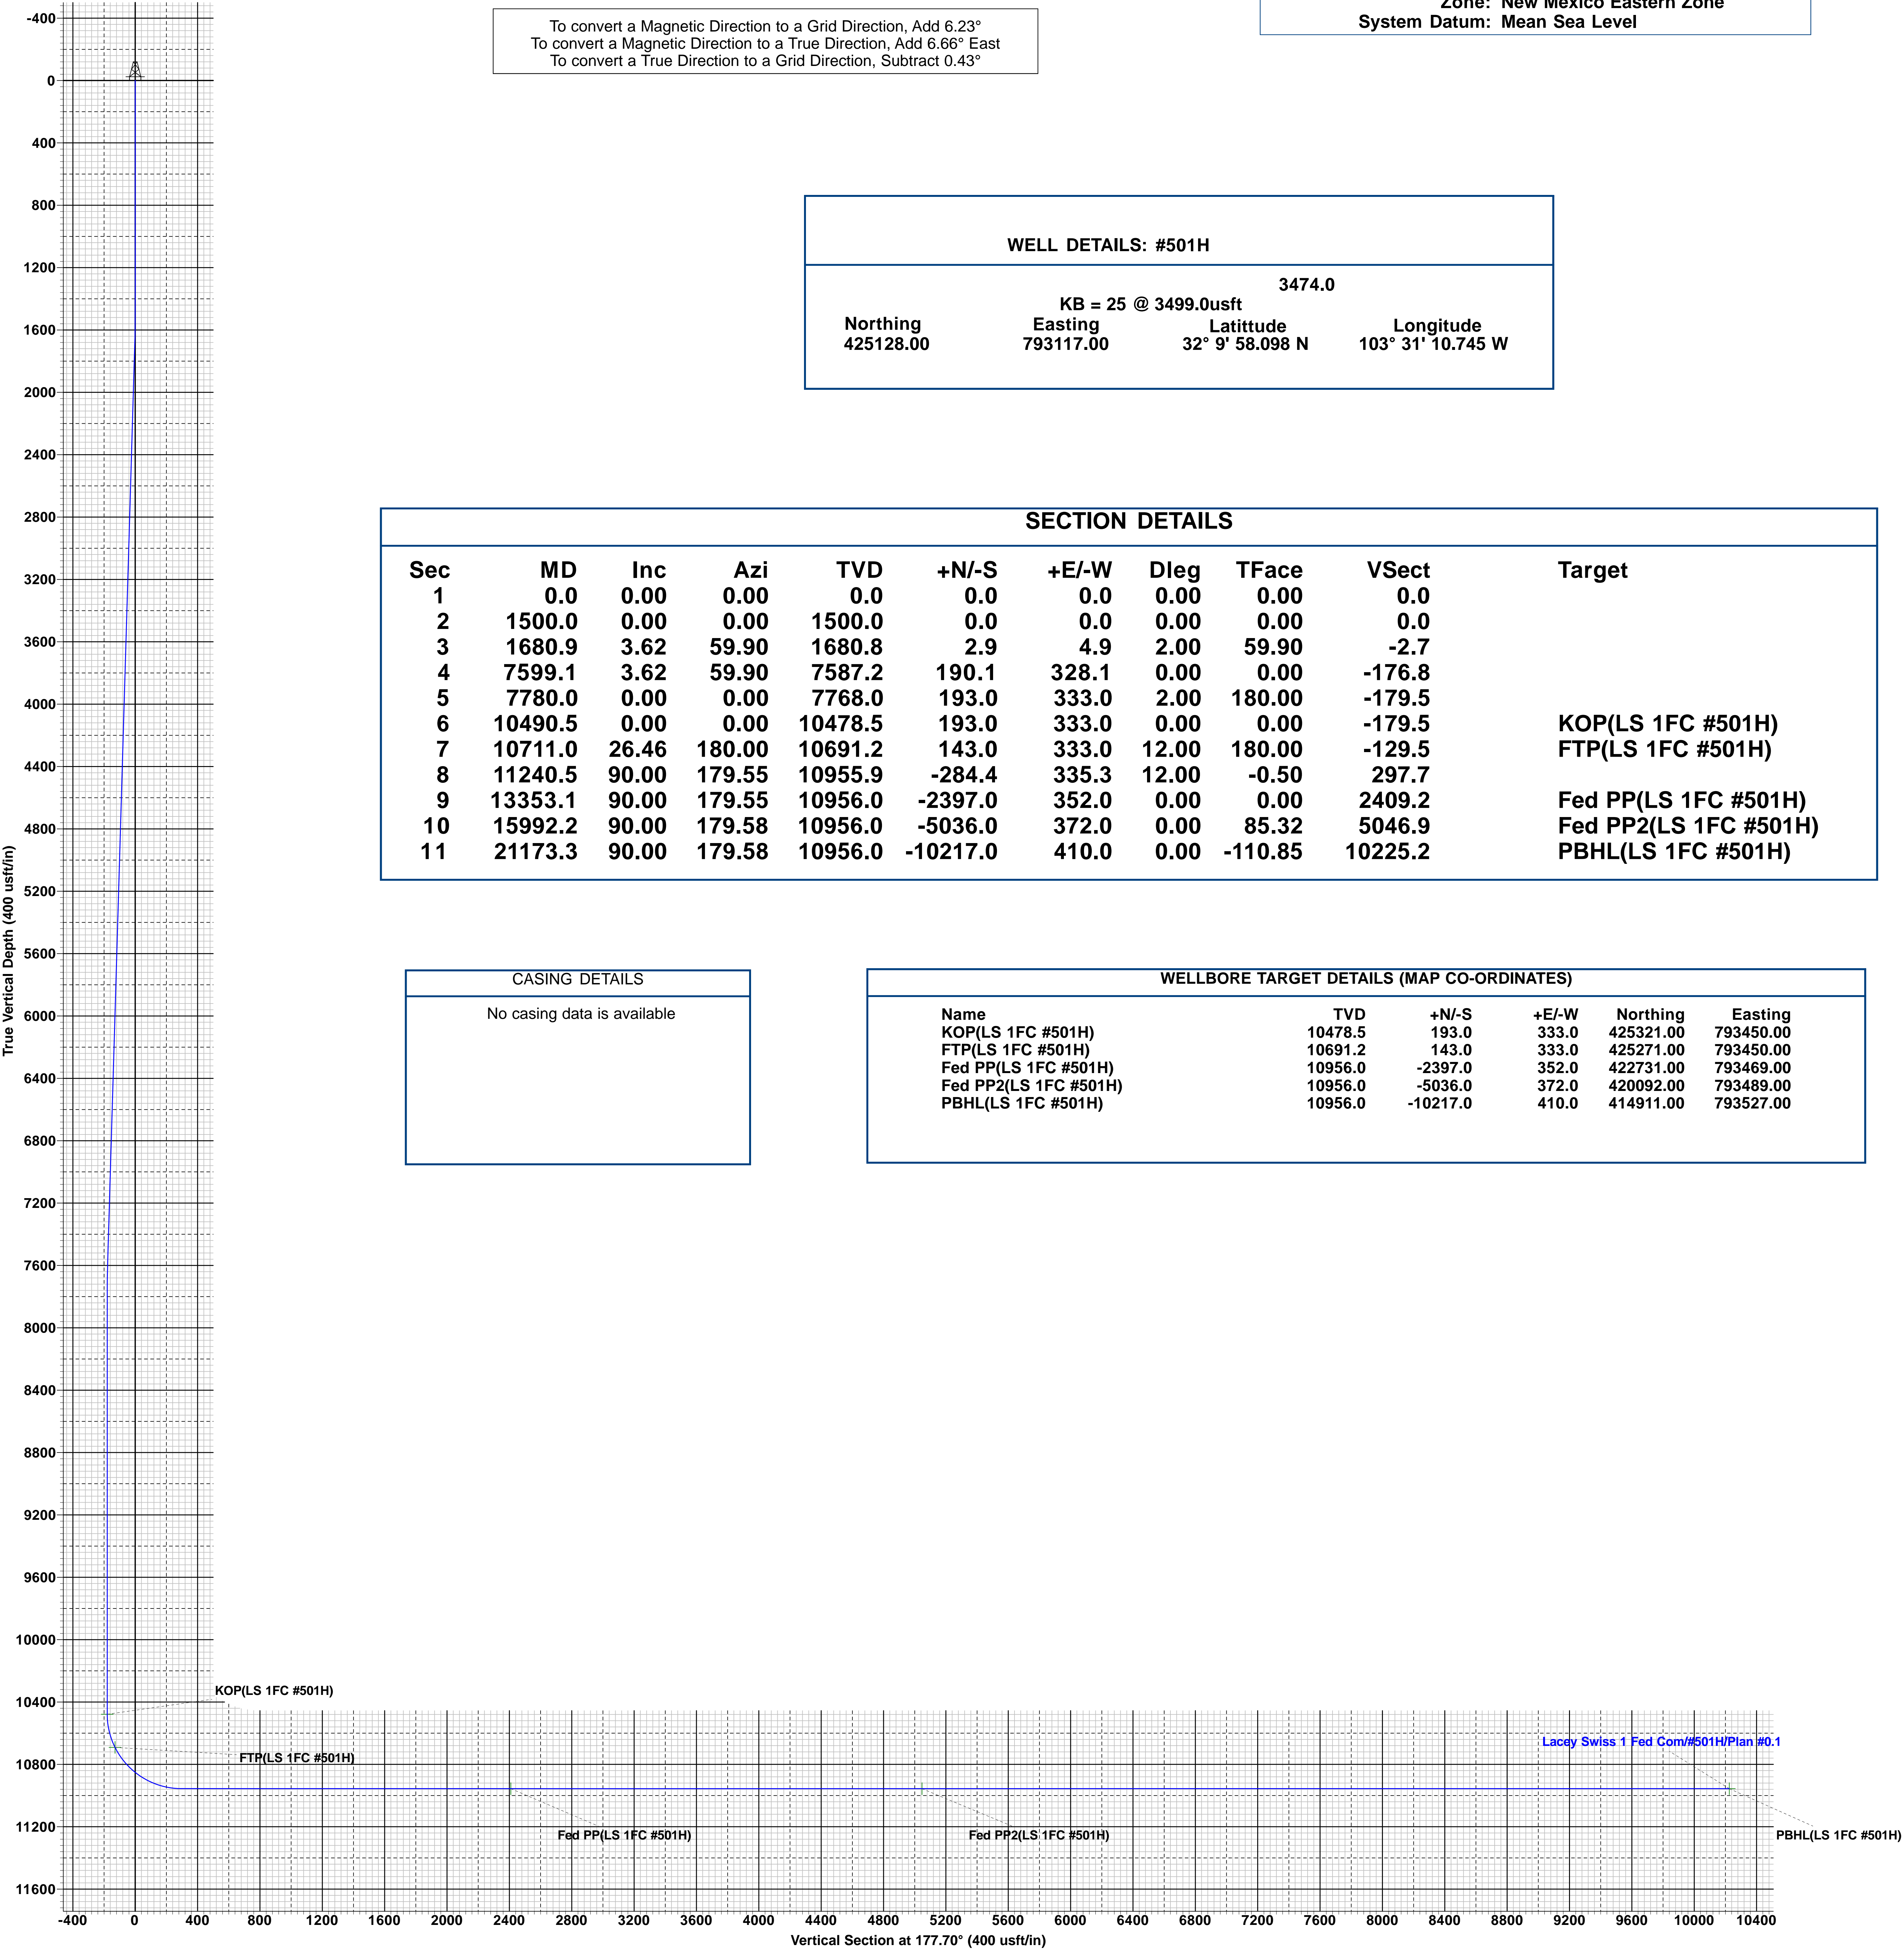 Zone: New Mexico Eastern Zone
System Datum: Mean Sea Level
To convert a Magnetic Direction to a Grid Direction, Add 6.23°
To convert a Magnetic Direction to a True Direction, Add 6.66° East
To convert a True Direction to a Grid Direction, Subtract 0.43°
WELL DETAILS: #501H
3474.0
KB = 25 @ 3499.0usft
Northing Easting Latittude Longitude
425128.00 793117.00 32° 9' 58.098 N 103° 31' 10.745 W
SECTION DETAILS
Sec MD Inc Azi TVD +N/-S +E/-W Dleg TFace VSect Target
1 0.0 0.00 0.00 0.0 0.0 0.0 0.00 0.00 0.0
2 1500.0 0.00 0.00 1500.0 0.0 0.0 0.00 0.00 0.0
3 1680.9 3.62 59.90 1680.8 2.9 4.9 2.00 59.90 -2.7
4 7599.1 3.62 59.90 7587.2 190.1 328.1 0.00 0.00 -176.8
5 7780.0 0.00 0.00 7768.0 193.0 333.0 2.00 180.00 -179.5
6 10490.5 0.00 0.00 10478.5 193.0 333.0 0.00 0.00 -179.5 KOP(LS 1FC #501H)
7 10711.0 26.46 180.00 10691.2 143.0 333.0 12.00 180.00 -129.5 FTP(LS 1FC #501H)
8 11240.5 90.00 179.55 10955.9 -284.4 335.3 12.00 -0.50 297.7
9 13353.1 90.00 179.55 10956.0 -2397.0 352.0 0.00 0.00 2409.2 Fed PP(LS 1FC #501H)
10 15992.2 90.00 179.58 10956.0 -5036.0 372.0 0.00 85.32 5046.9 Fed PP2(LS 1FC #501H)
11 21173.3 90.00 179.58 10956.0 -10217.0 410.0 0.00 -110.85 10225.2 PBHL(LS 1FC #501H)
CASING DETAILS
No casing data is available
WELLBORE TARGET DETAILS (MAP CO-ORDINATES)
Name TVD +N/-S +E/-W Northing Easting
KOP(LS 1FC #501H) 10478.5 193.0 333.0 425321.00 793450.00
FTP(LS 1FC #501H) 10691.2 143.0 333.0 425271.00 793450.00
Fed PP(LS 1FC #501H) 10956.0 -2397.0 352.0 422731.00 793469.00
Fed PP2(LS 1FC #501H) 10956.0 -5036.0 372.0 420092.00 793489.00
PBHL(LS 1FC #501H) 10956.0 -10217.0 410.0 414911.00 793527.00
True Vertical Depth (400 usft/in)
-400
0
400
800
1200
1600
2000
2400
2800
3200
3600
4000
4400
4800
5200
5600
6000
6400
6800
7200
7600
8000
8400
8800
9200
9600
10000
10400
10800
11200
11600
KOP(LS 1FC #501H)
FTP(LS 1FC #501H)
Lacey Swiss 1 Fed Com/#501H/Plan #0.1
Fed PP(LS 1FC #501H)
Fed PP2(LS 1FC #501H)
PBHL(LS 1FC #501H)
-400 0 400 800 1200 1600 2000 2400 2800 3200 3600 4000 4400 4800 5200 5600 6000 6400 6800 7200 7600 8000 8400 8800 9200 9600 10000 10400
Vertical Section at 177.70° (400 usft/in)